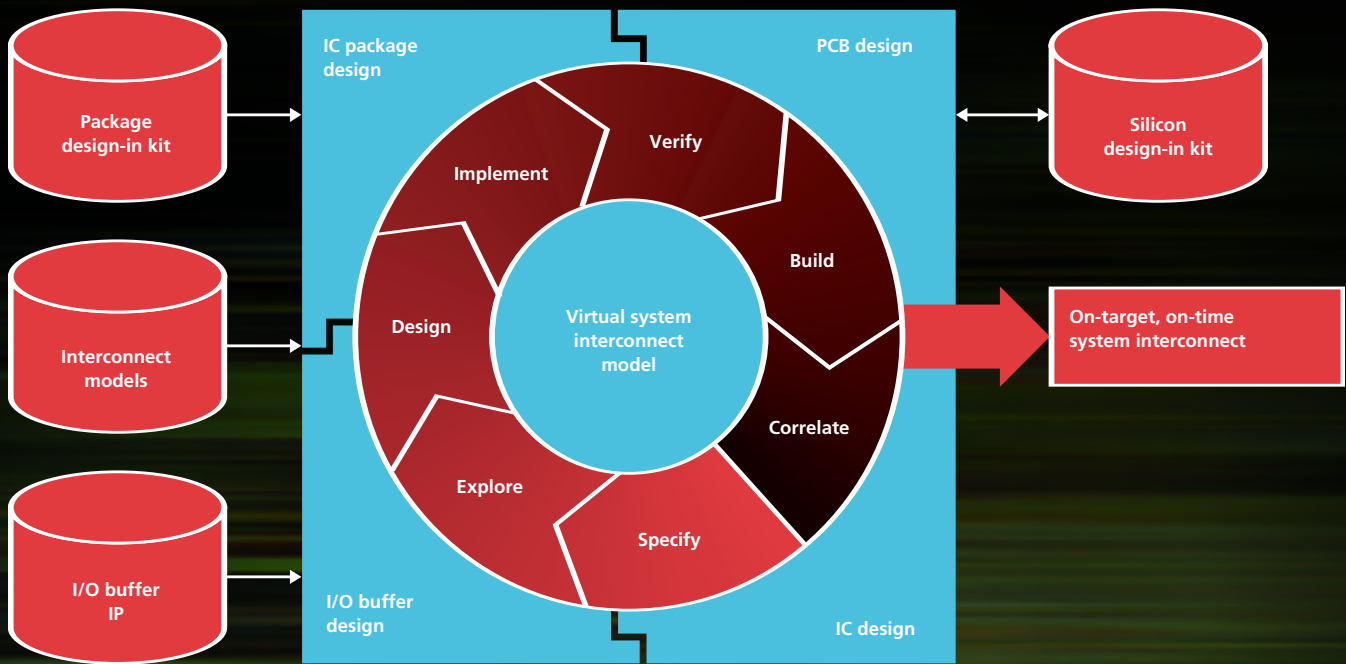 IC package
design
PCB design
Package
design-in kit
Silicon
design-in kit
Verify
Implement
Build
Design
Virtual system
interconnect
model
On-target, on-time
system interconnect
Interconnect
models
Correlate
Explore
Specify
I/O buffer
IP
I/O buffer
design
IC design